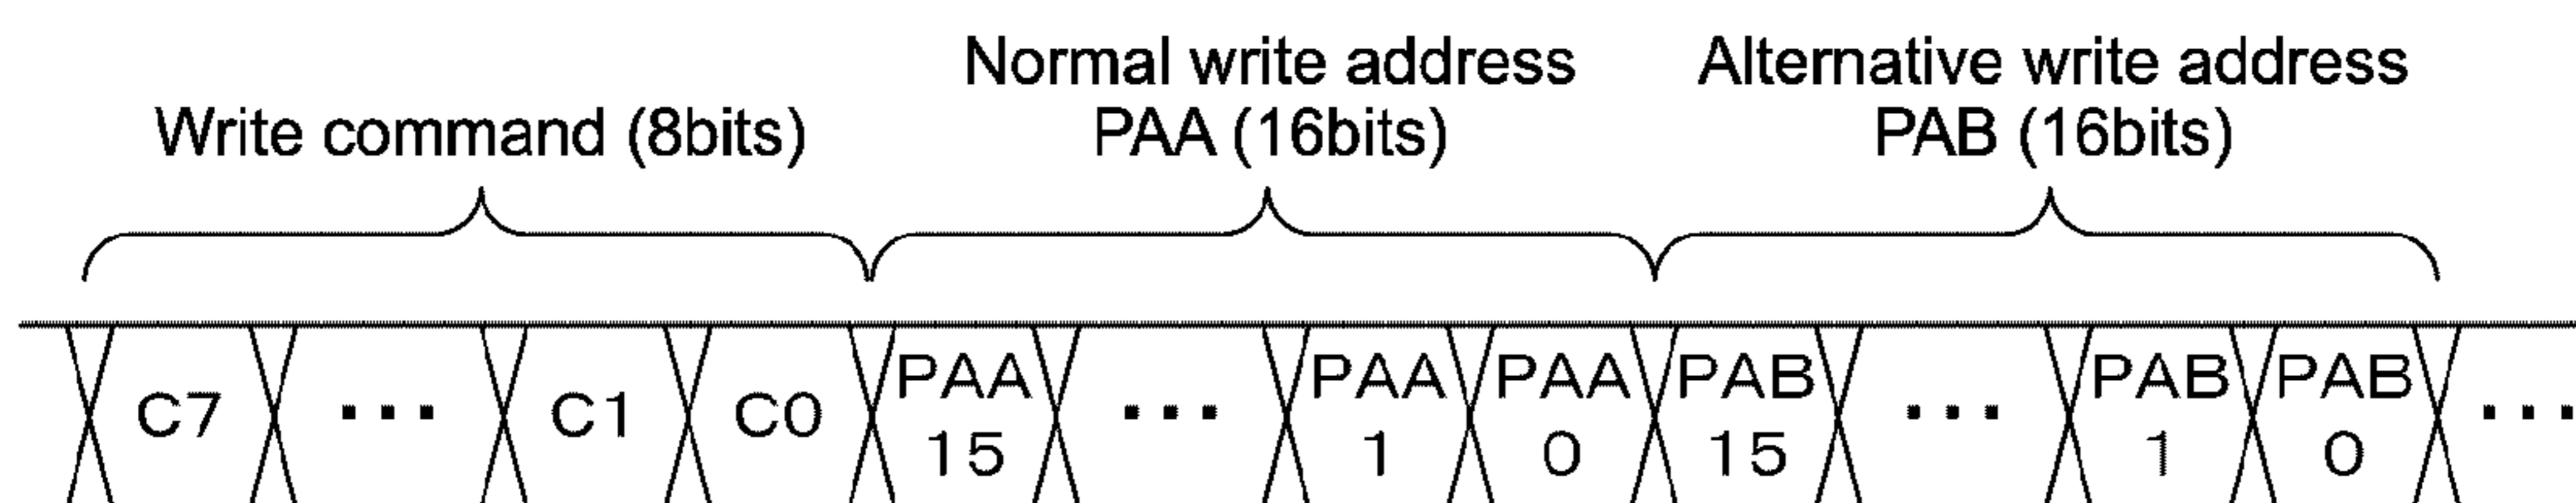 Normal write address Alternative write address
Write command (8bits) PAA (16bits) PAB (16bits)
C7 ... C1 C0 PAA ... PAA PAA PAB ... PAB PAB ...
15 1 0 15 1 0